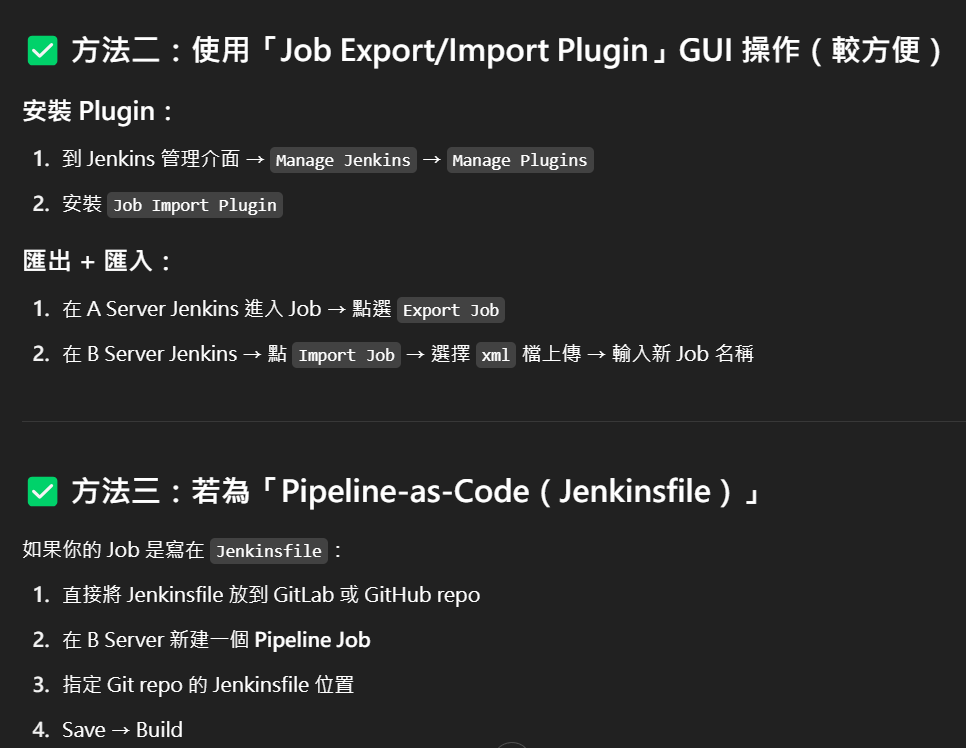 ✅ 方法二：使用「Job Export/Import Plugin」GUI 操作（較方便）
安裝 Plugin：
1. 到 Jenkins 管理介面 → Manage Jenkins → Manage Plugins
2. 安裝 Job Import Plugin
匯出 + 匯入：
1. 在 A Server Jenkins 進入 Job → 點選 Export Job
2. 在 B Server Jenkins → 點 Import Job → 選擇 xml 檔上傳 → 輸入新 Job 名稱
✅ 方法三：若為「Pipeline-as-Code（Jenkinsfile）」
如果你的 Job 是寫在 Jenkinsfile：
1. 直接將 Jenkinsfile 放到 GitLab 或 GitHub repo
2. 在 B Server 新建一個 Pipeline Job
3. 指定 Git repo 的 Jenkinsfile 位置
4. Save → Build